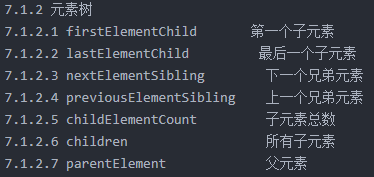 7.1.2 元素树
7.1.2.1 firstElementChild 第一个子元素
7.1.2.2 lastElementChild 最后一个子元素
7.1.2.3 nextElementSibling 下一个兄弟元素
7.1.2.4 previousElementSibling 上一个兄弟元素
7.1.2.5 childElementCount 子元素总数
7.1.2.6 children 所有子元素
7.1.2.7 parentElement 父元素